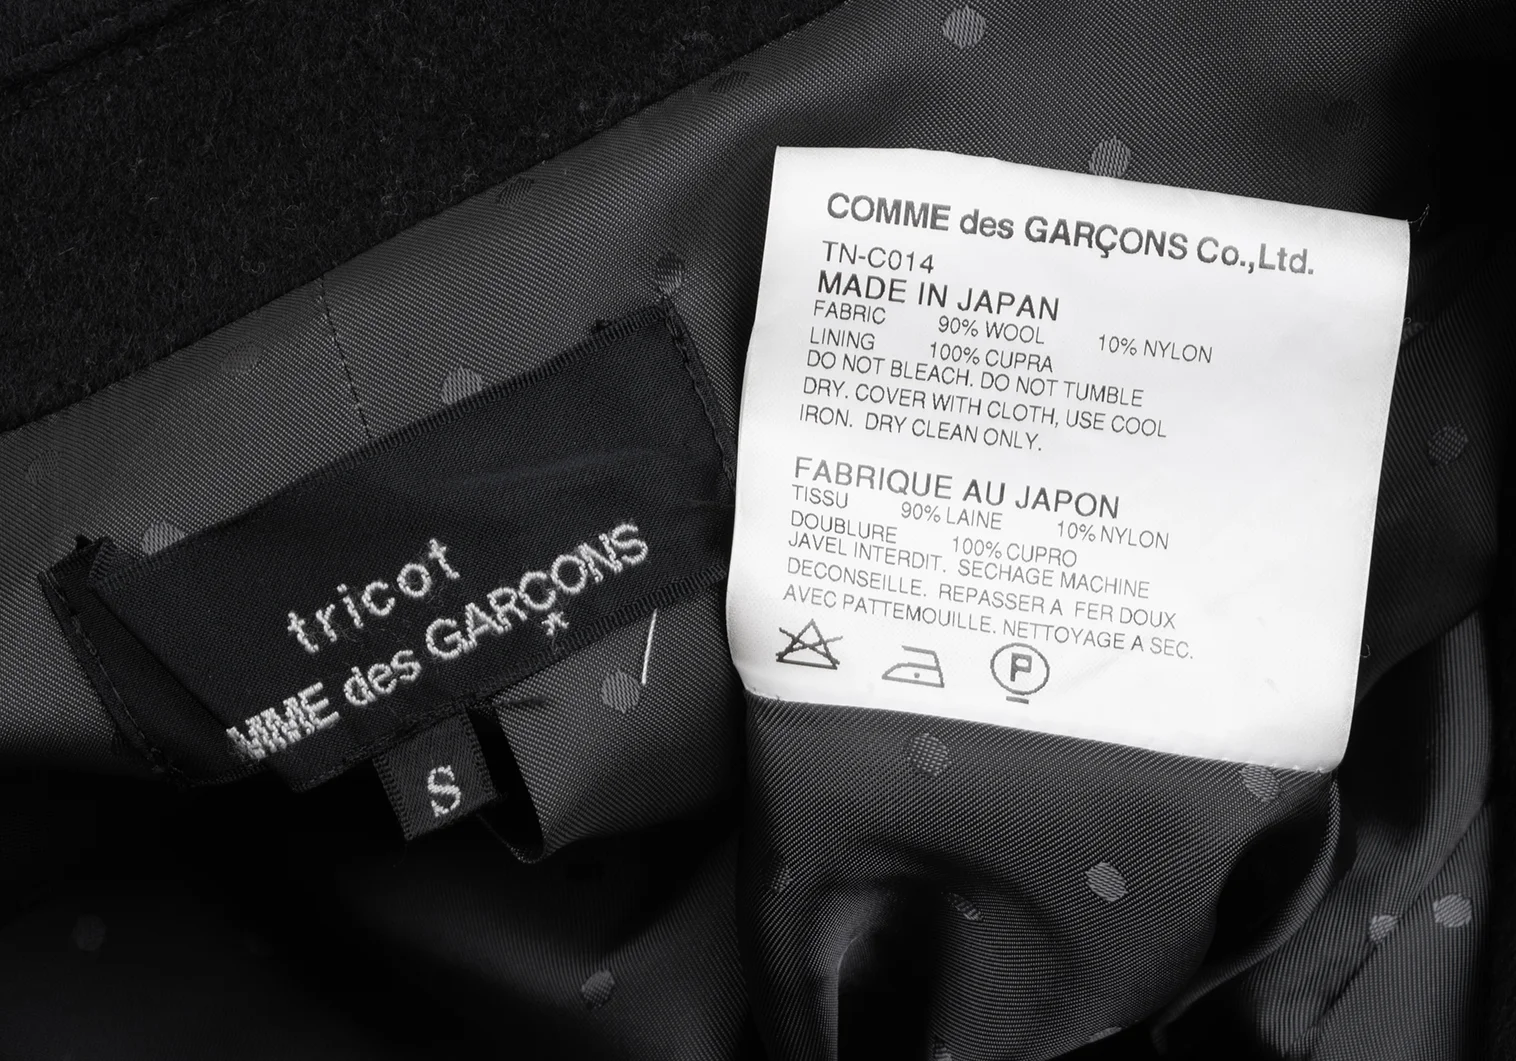 COMME des GARÇONS Co.,Ltd.
TN-C014
MADE IN JAPAN
FABRIC 90% WOOL 10% NYLON
LINING 100% CUPRA
DO NOT BLEACH. DO NOT TUMBLE
DRY. COVER WITH CLOTH, USE COOL
IRON. DRY CLEAN ONLY.
FABRIQUE AU JAPON
TISSU 90% LAINE 10% NYLON
DOUBLURE 100% CUPRO
JAVEL INTERDIT. SECHAGE MACHINE
DECONSEILLE. REPASSER A FER DOUX
AVEC PATTEMOUILLE. NETTOYAGE A SEC.
P
tricot
MME des GARÇONS
S